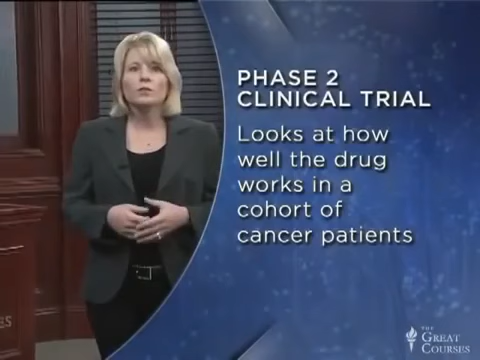 PHASE 2
CLINICAL TRIAL
Looks at how
well the drug
works in a
cohort of
cancer patients
THE
GREAT
COURSES
ES